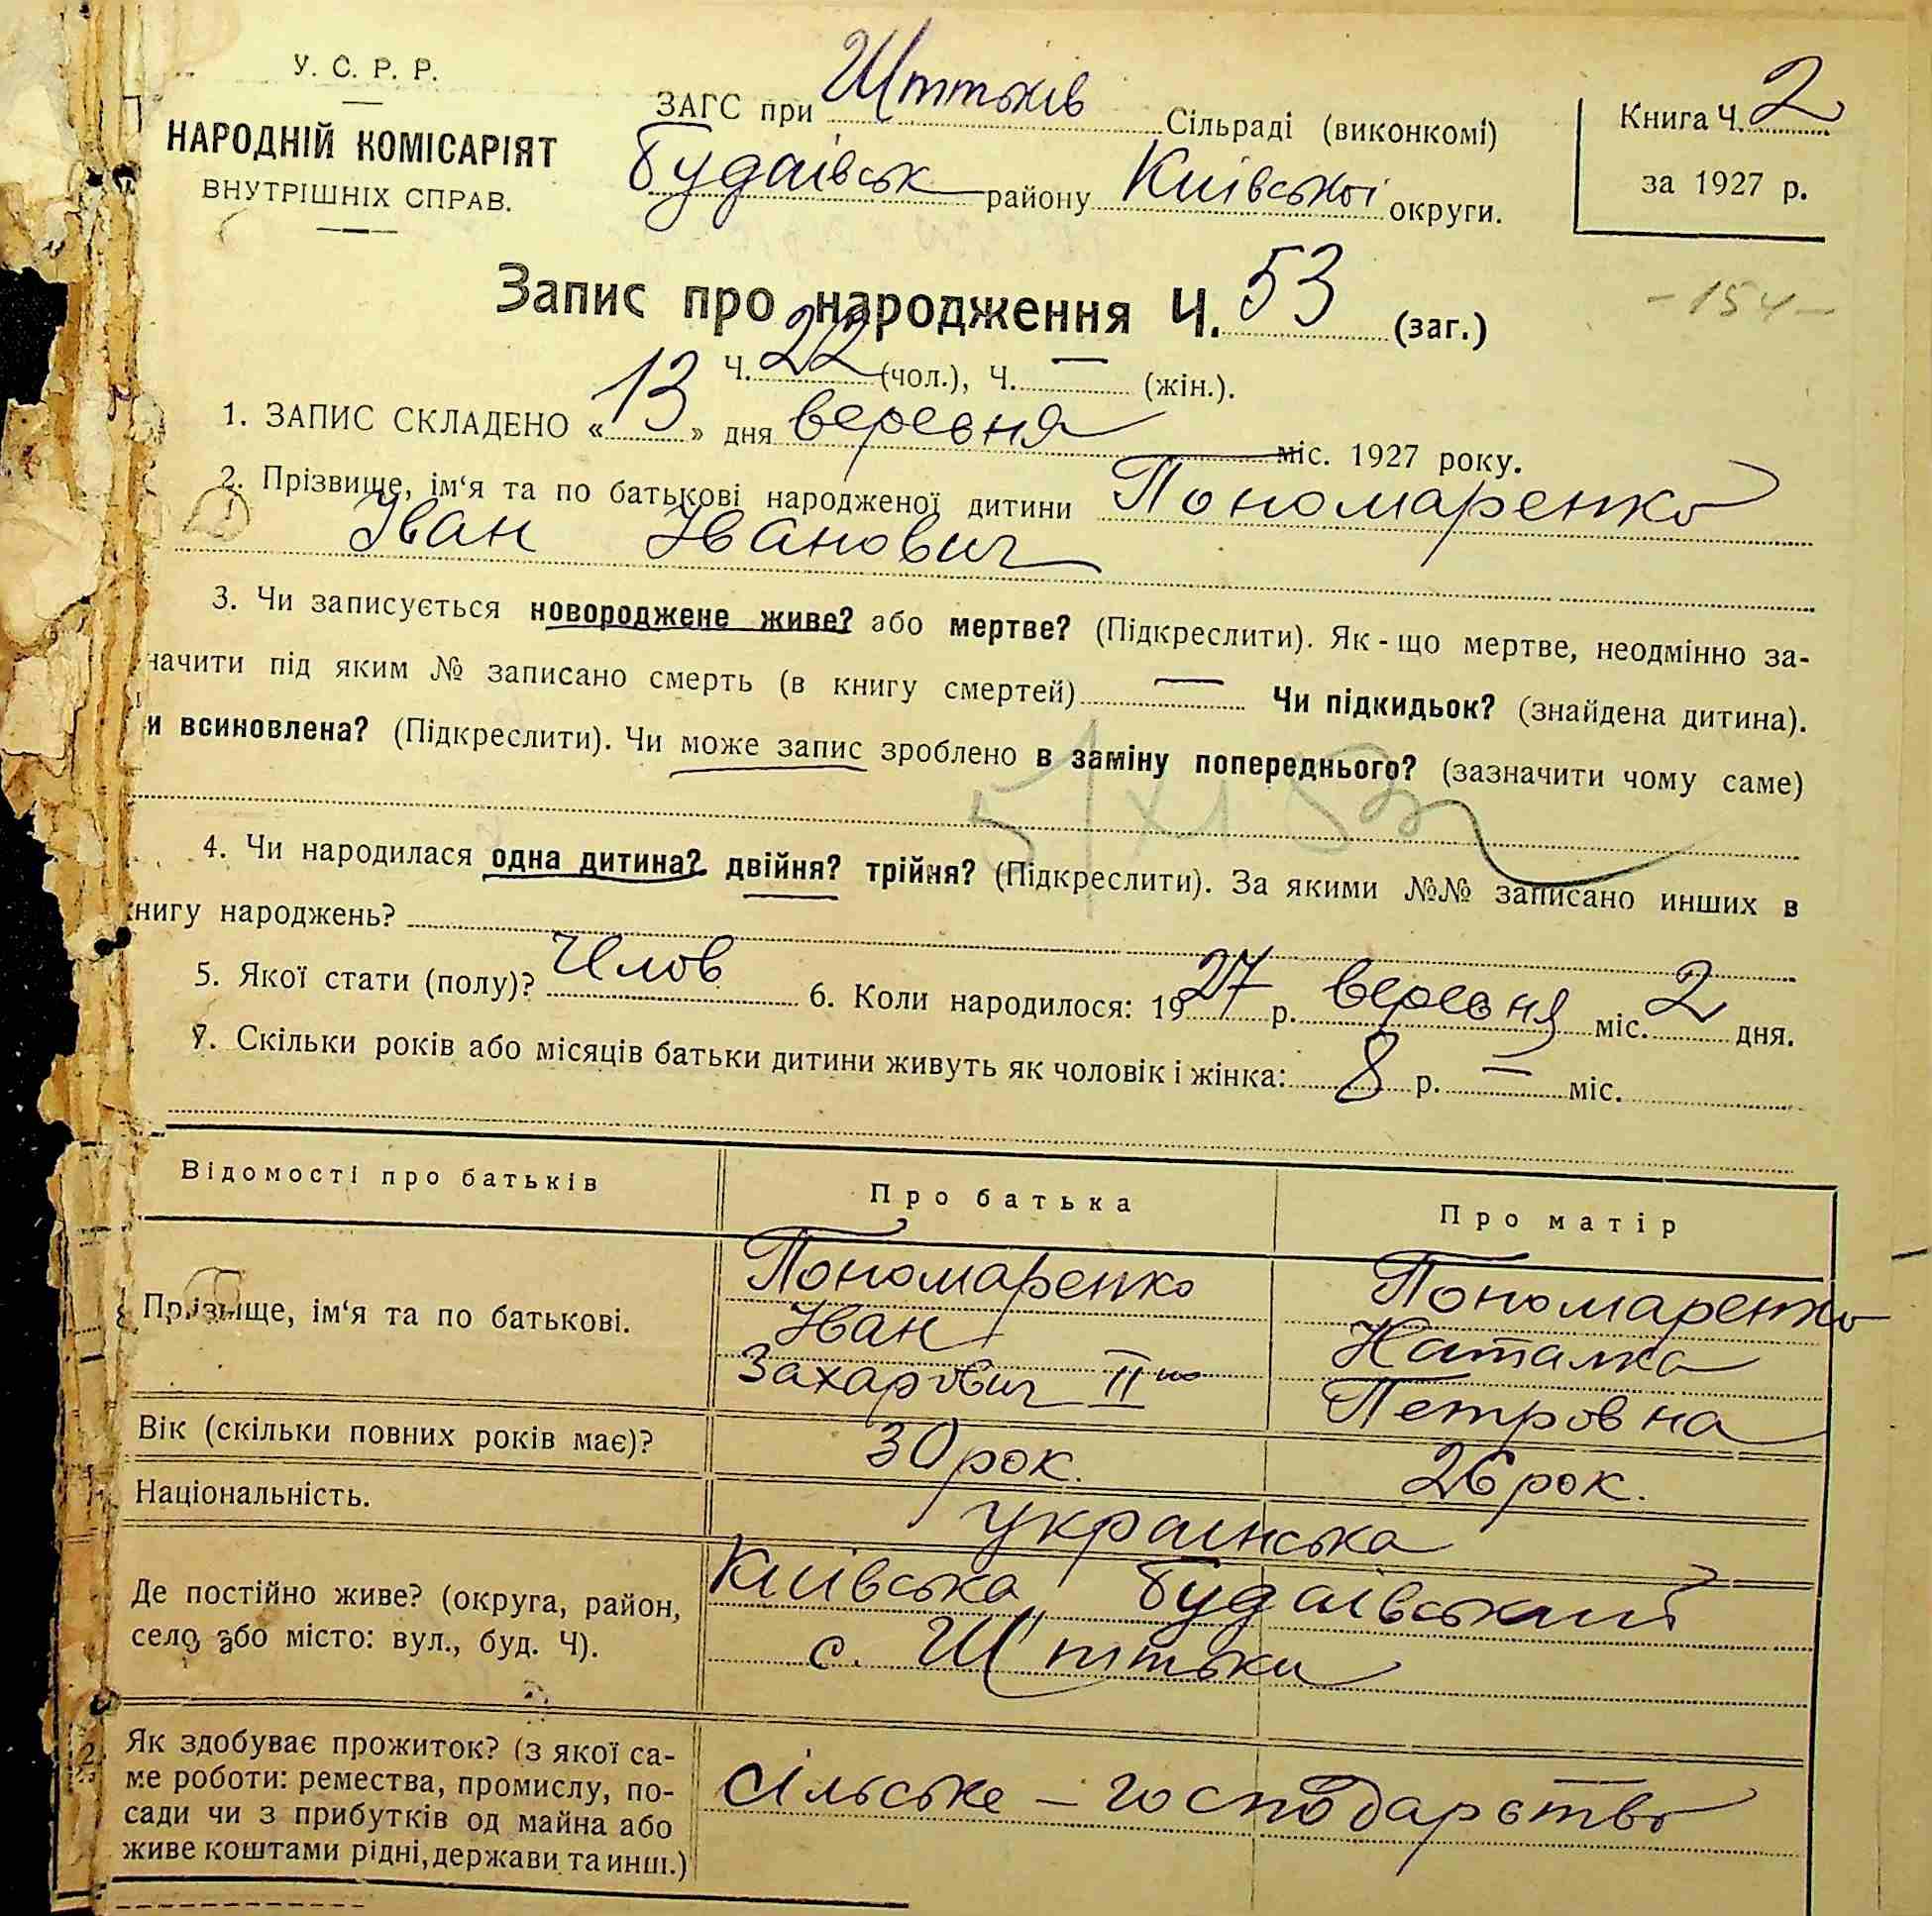 У. С. Р. Р.
НАРОДНІЙ КОМІСАРІЯТ
ВНУТРІШНІХ СПРАВ.
ЗАГС при Шпитьків Сільраді (виконкомі)
Будаівськ району Київської округи.
Книга Ч. 2
за 1927 р.
Запис про народження Ч. 53 (заг.)
- 154 -
Ч. 22 (чол.), Ч. — (жін.).
1. ЗАПИС СКЛАДЕНО « 13 » дня вересня міс. 1927 року.
2. Прізвище, ім‘я та по батькові народженої дитини Пономаренко
Іван Іванович
3. Чи записується новороджене живе? або мертве? (Підкреслити). Як-що мертве, неодмінно за-
начити під яким № записано смерть (в книгу смертей) — Чи підкидьок? (знайдена дитина).
и всиновлена? (Підкреслити). Чи може запис зроблено в заміну попереднього? (зазначити чому саме)
4. Чи народилася одна дитина? двійня? трійня? (Підкреслити). За якими №№ записано инших в
книгу народжень?
5. Якої стати (полу)? Члов 6. Коли народилося: 1927 р. вересня міс. 2 дня.
7. Скільки років або місяців батьки дитини живуть як чоловік і жінка: 8 р. — міс.
Відомості про батьків Про батька Про матір
Прізвище, ім‘я та по батькові.
Пономаренко
Іван
Захарович ІІ
Пономаренко
Наталка
Петровна
Вік (скільки повних років має)? 30 рок. 26 рок.
Національність. украинська
Де постійно живе? (округа, район,
село або місто: вул., буд. Ч).
Київська Будаівський
с. Шпитьки
Як здобуває прожиток? (з якої са-
ме роботи: ремества, промислу, по-
сади чи з прибутків од майна або
живе коштами рідні, держави та инш.)
сільське – господарство